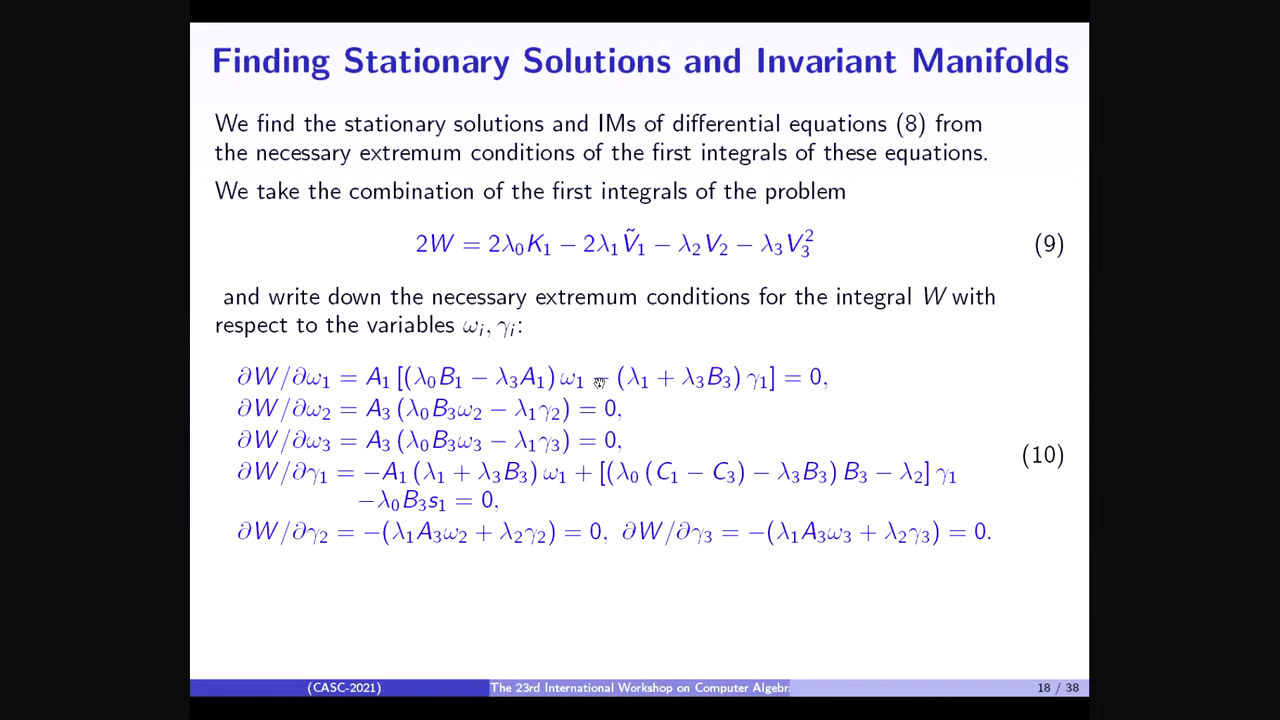 Finding Stationary Solutions and Invariant Manifolds
We find the stationary solutions and IMs of differential equations (8) from
the necessary extremum conditions of the first integrals of these equations.
We take the combination of the first integrals of the problem
2W = 2λ₀K₁ − 2λ₁Ṽ₁ − λ₂V₂ − λ₃V₃² (9)
and write down the necessary extremum conditions for the integral W with
respect to the variables ωᵢ, γᵢ:
∂W/∂ω₁ = A₁ [(λ₀B₁ − λ₃A₁) ω₁ − (λ₁ + λ₃B₃) γ₁] = 0,
∂W/∂ω₂ = A₃ (λ₀B₃ω₂ − λ₁γ₂) = 0,
∂W/∂ω₃ = A₃ (λ₀B₃ω₃ − λ₁γ₃) = 0,
(10)
∂W/∂γ₁ = −A₁ (λ₁ + λ₃B₃) ω₁ + [(λ₀ (C₁ − C₃) − λ₃B₃) B₃ − λ₂] γ₁
−λ₀B₃s₁ = 0,
∂W/∂γ₂ = −(λ₁A₃ω₂ + λ₂γ₂) = 0, ∂W/∂γ₃ = −(λ₁A₃ω₃ + λ₂γ₃) = 0.
(CASC-2021) The 23rd International Workshop on Computer Algebr 18 / 38